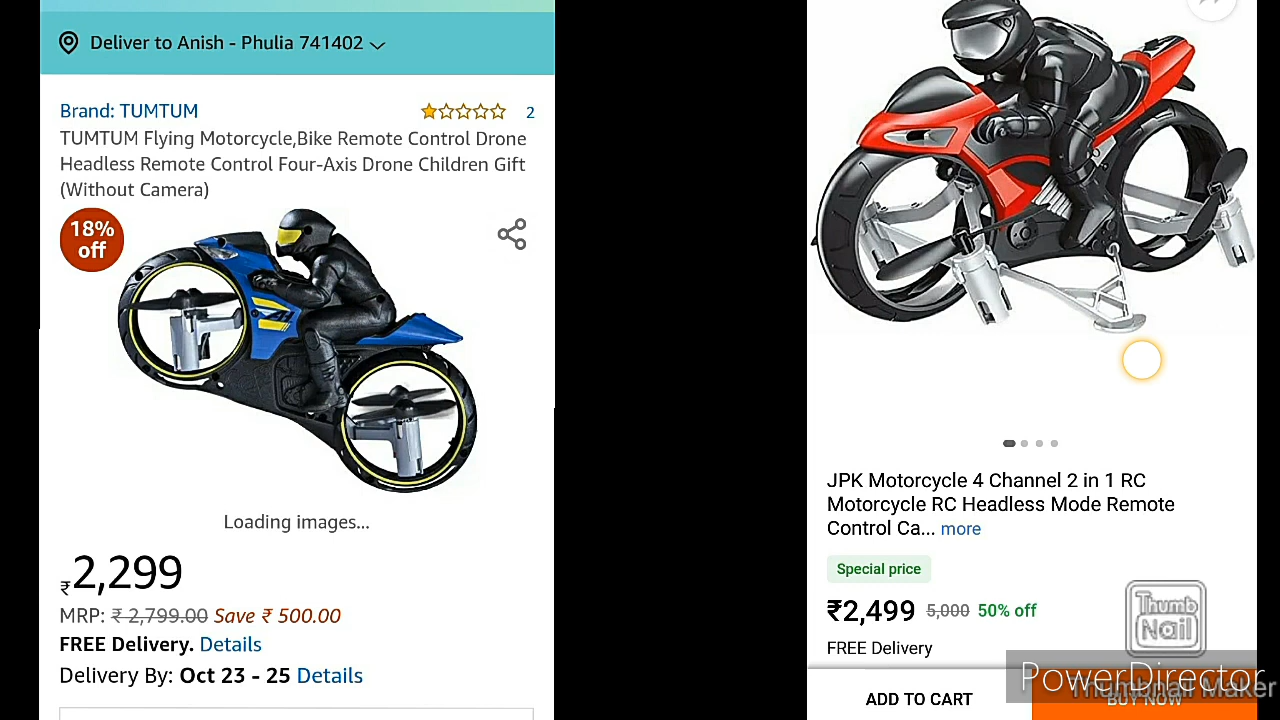 Deliver to Anish - Phulia 741402
Brand: TUMTUM
2
TUMTUM Flying Motorcycle,Bike Remote Control Drone
Headless Remote Control Four-Axis Drone Children Gift
(Without Camera)
18%
off
Loading images...
₹2,299
MRP: ₹ 2,799.00 Save ₹ 500.00
FREE Delivery. Details
Delivery By: Oct 23 - 25 Details
JPK Motorcycle 4 Channel 2 in 1 RC
Motorcycle RC Headless Mode Remote
Control Ca... more
Special price
₹2,499 5,000 50% off
FREE Delivery
Thumb
Nail
PowerDirector
Thumbnail Maker
ADD TO CART
BUY NOW